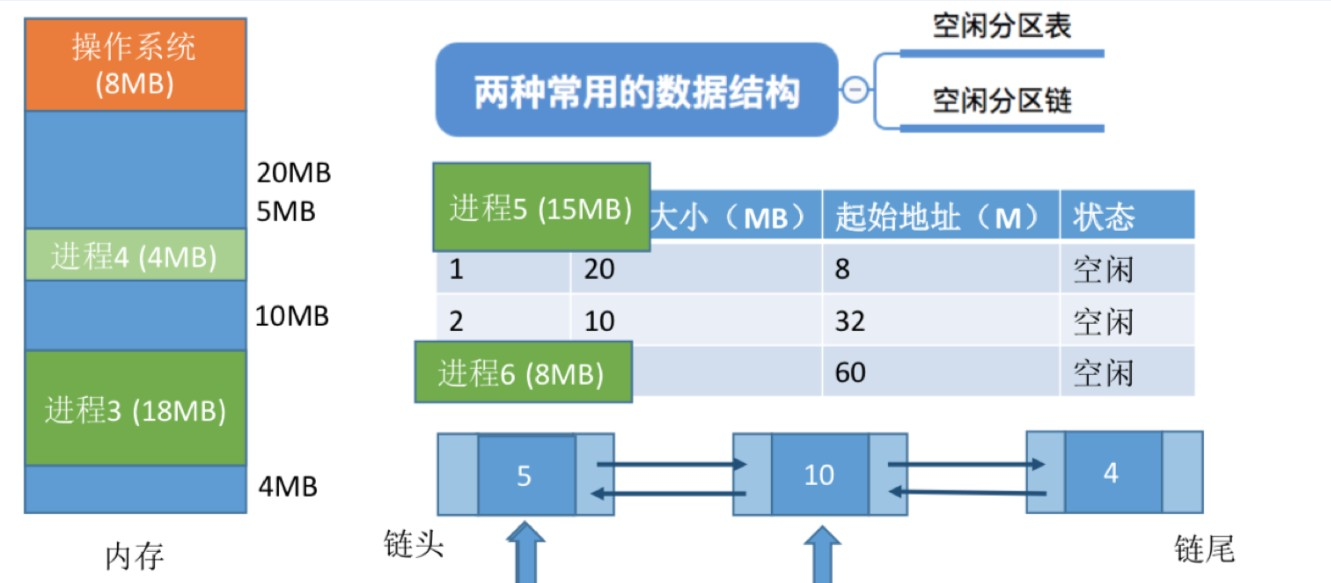 操作系统
(8MB)
20MB
5MB
进程4 (4MB)
10MB
进程3 (18MB)
4MB
内存
两种常用的数据结构
空闲分区表
空闲分区链
进程5 (15MB)
大小（MB） 起始地址（M） 状态
1 20 8 空闲
2 10 32 空闲
进程6 (8MB) 60 空闲
5 10 4
链头 链尾